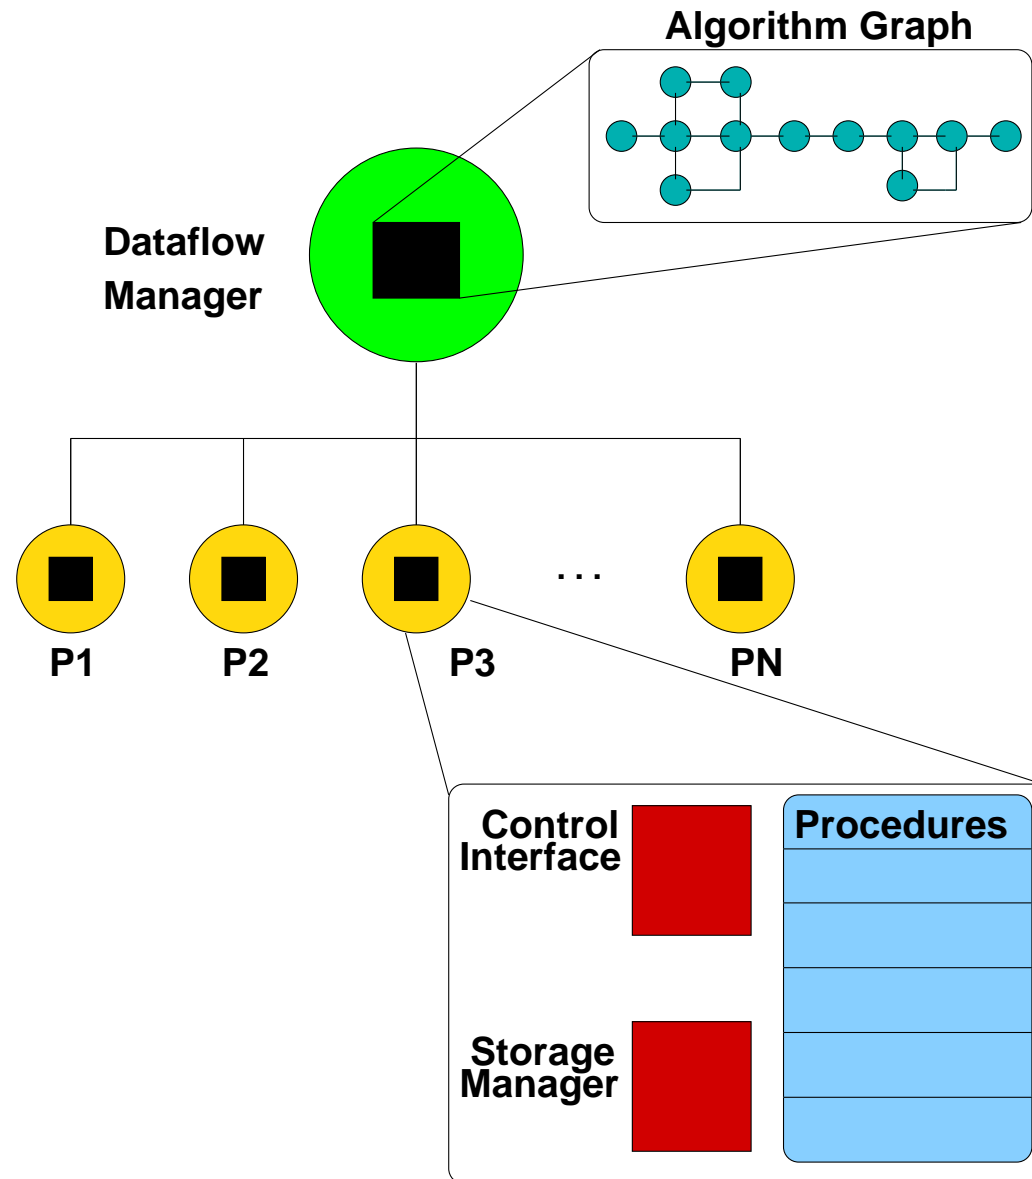 Algorithm Graph
Dataflow
Manager
. . .
P1 P2 P3 PN
Control
Interface
Procedures
Storage
Manager